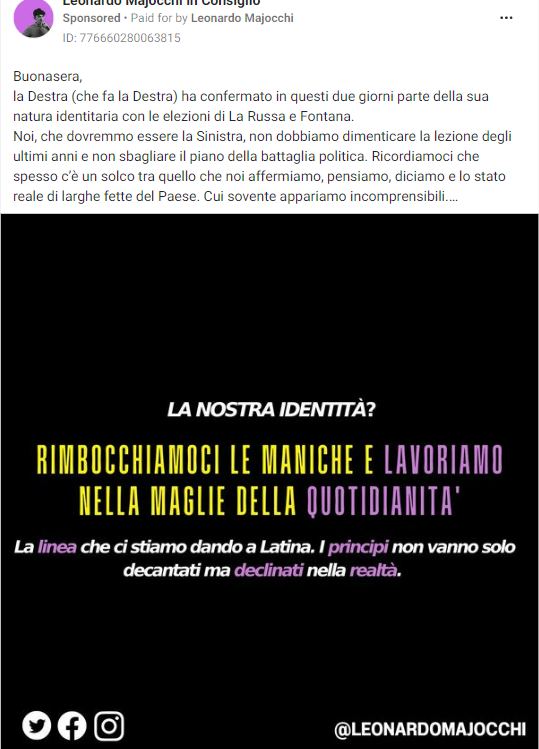 Leonardo Majocchi in Consiglio
Sponsored • Paid for by Leonardo Majocchi
ID: 776660280063815
Buonasera,
la Destra (che fa la Destra) ha confermato in questi due giorni parte della sua
natura identitaria con le elezioni di La Russa e Fontana.
Noi, che dovremmo essere la Sinistra, non dobbiamo dimenticare la lezione degli
ultimi anni e non sbagliare il piano della battaglia politica. Ricordiamoci che
spesso c'è un solco tra quello che noi affermiamo, pensiamo, diciamo e lo stato
reale di larghe fette del Paese. Cui sovente appariamo incomprensibili....
LA NOSTRA IDENTITÀ?
RIMBOCCHIAMOCI LE MANICHE E LAVORIAMO
NELLA MAGLIE DELLA QUOTIDIANITA'
La linea che ci stiamo dando a Latina. I principi non vanno solo
decantati ma declinati nella realtà.
@LEONARDOMAJOCCHI